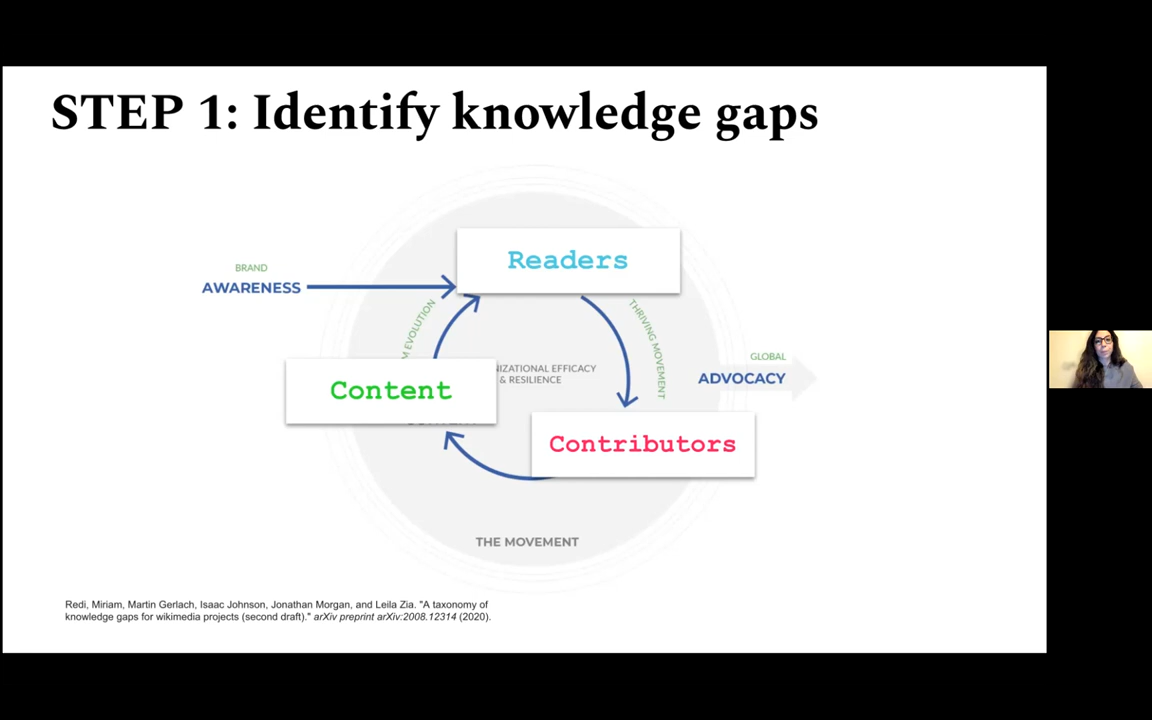 STEP 1: Identify knowledge gaps
Readers
BRAND
AWARENESS
EVOLUTION
THRIVING MOVEMENT
Content
EFFICACY
& RESILIENCE
GLOBAL
ADVOCACY
Contributors
THE MOVEMENT
Redi, Miriam, Martin Gerlach, Isaac Johnson, Jonathan Morgan, and Leila Zia. "A taxonomy of
knowledge gaps for wikimedia projects (second draft)." arXiv preprint arXiv:2008.12314 (2020).